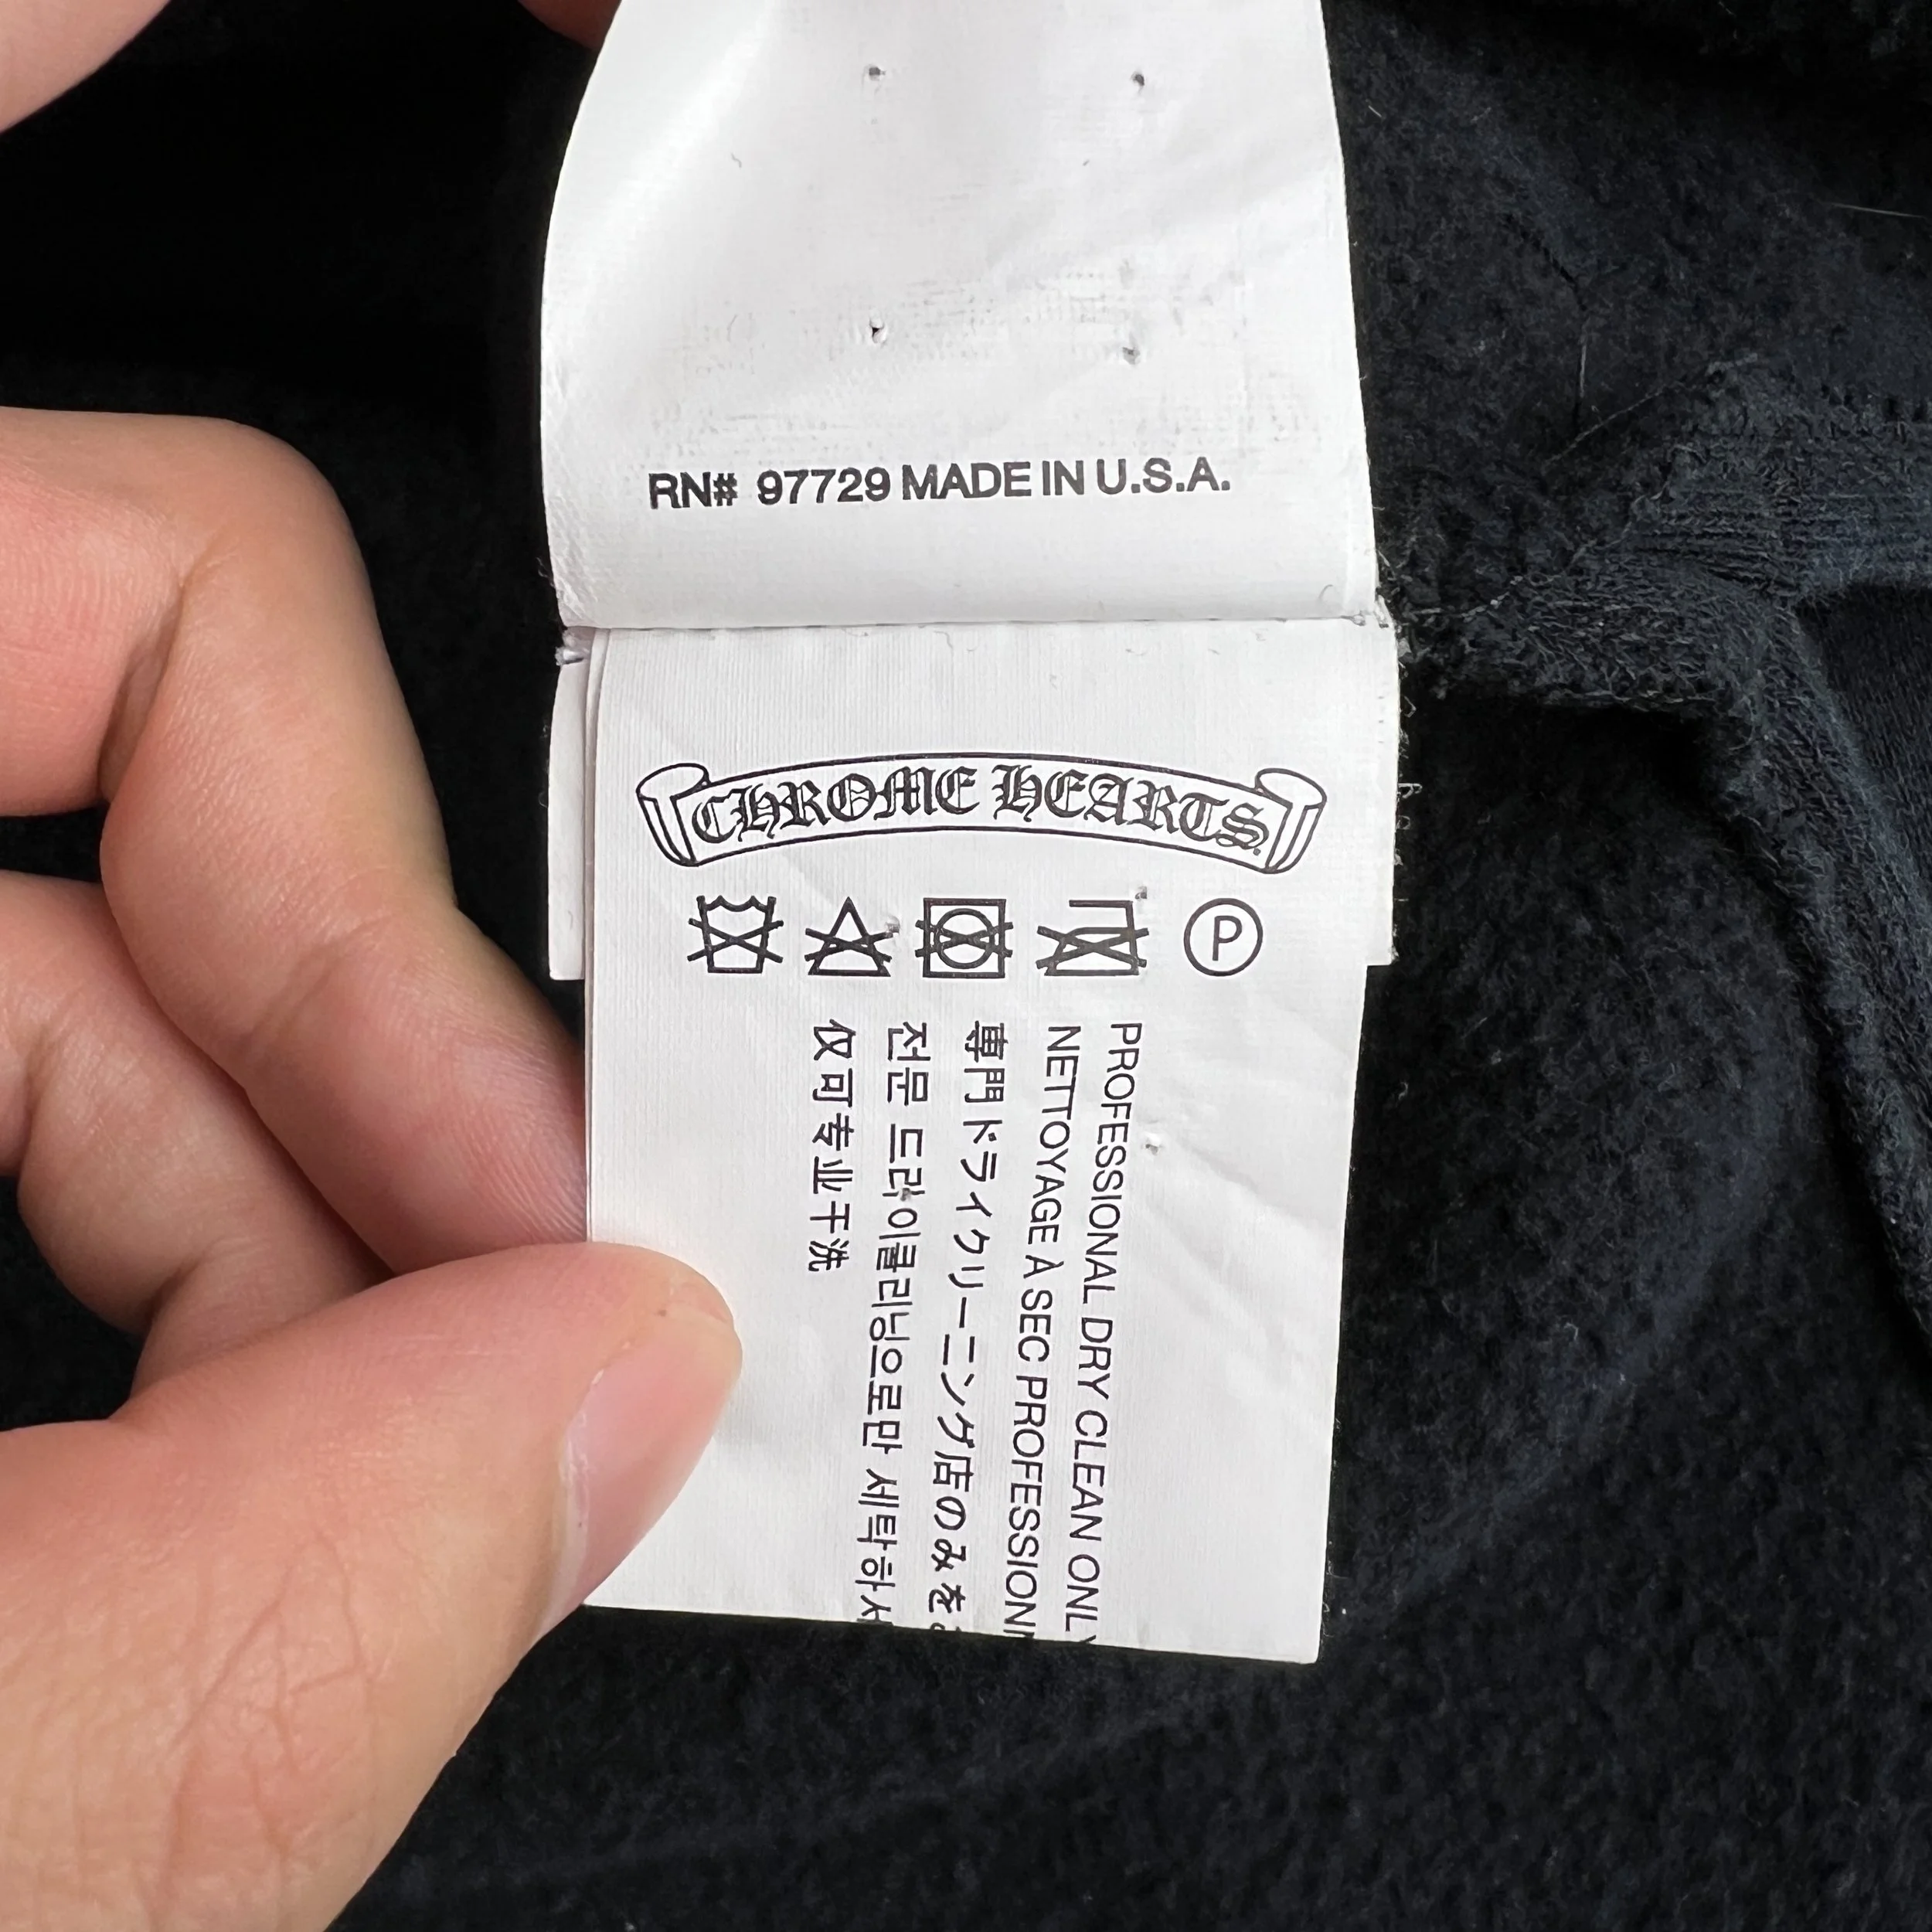 RN# 97729 MADE IN U.S.A.
CHROME HEARTS
P
PROFESSIONAL DRY CLEAN ONLY
NETTOYAGE À SEC PROFESSIONN
専門ドライクリーニング店のみを
전문 드라이클리닝으로만 세탁하
仅可专业干洗